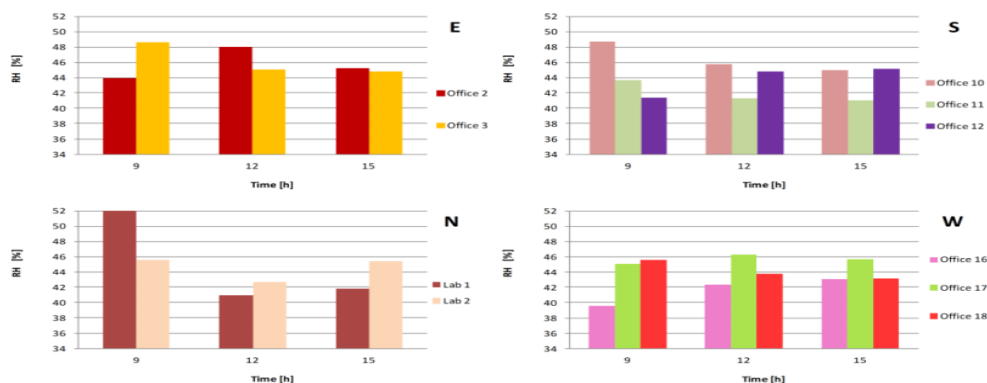 E
52
50
48
46
44
42
40
38
36
34
RH [%]
9
12
15
Time [h]
Office 2
Office 3
S
52
50
48
46
44
42
40
38
36
34
RH [%]
9
12
15
Time [h]
Office 10
Office 11
Office 12
N
52
50
48
46
44
42
40
38
36
34
RH [%]
9
12
15
Time [h]
Lab 1
Lab 2
W
52
50
48
46
44
42
40
38
36
34
RH [%]
9
12
15
Time [h]
Office 16
Office 17
Office 18